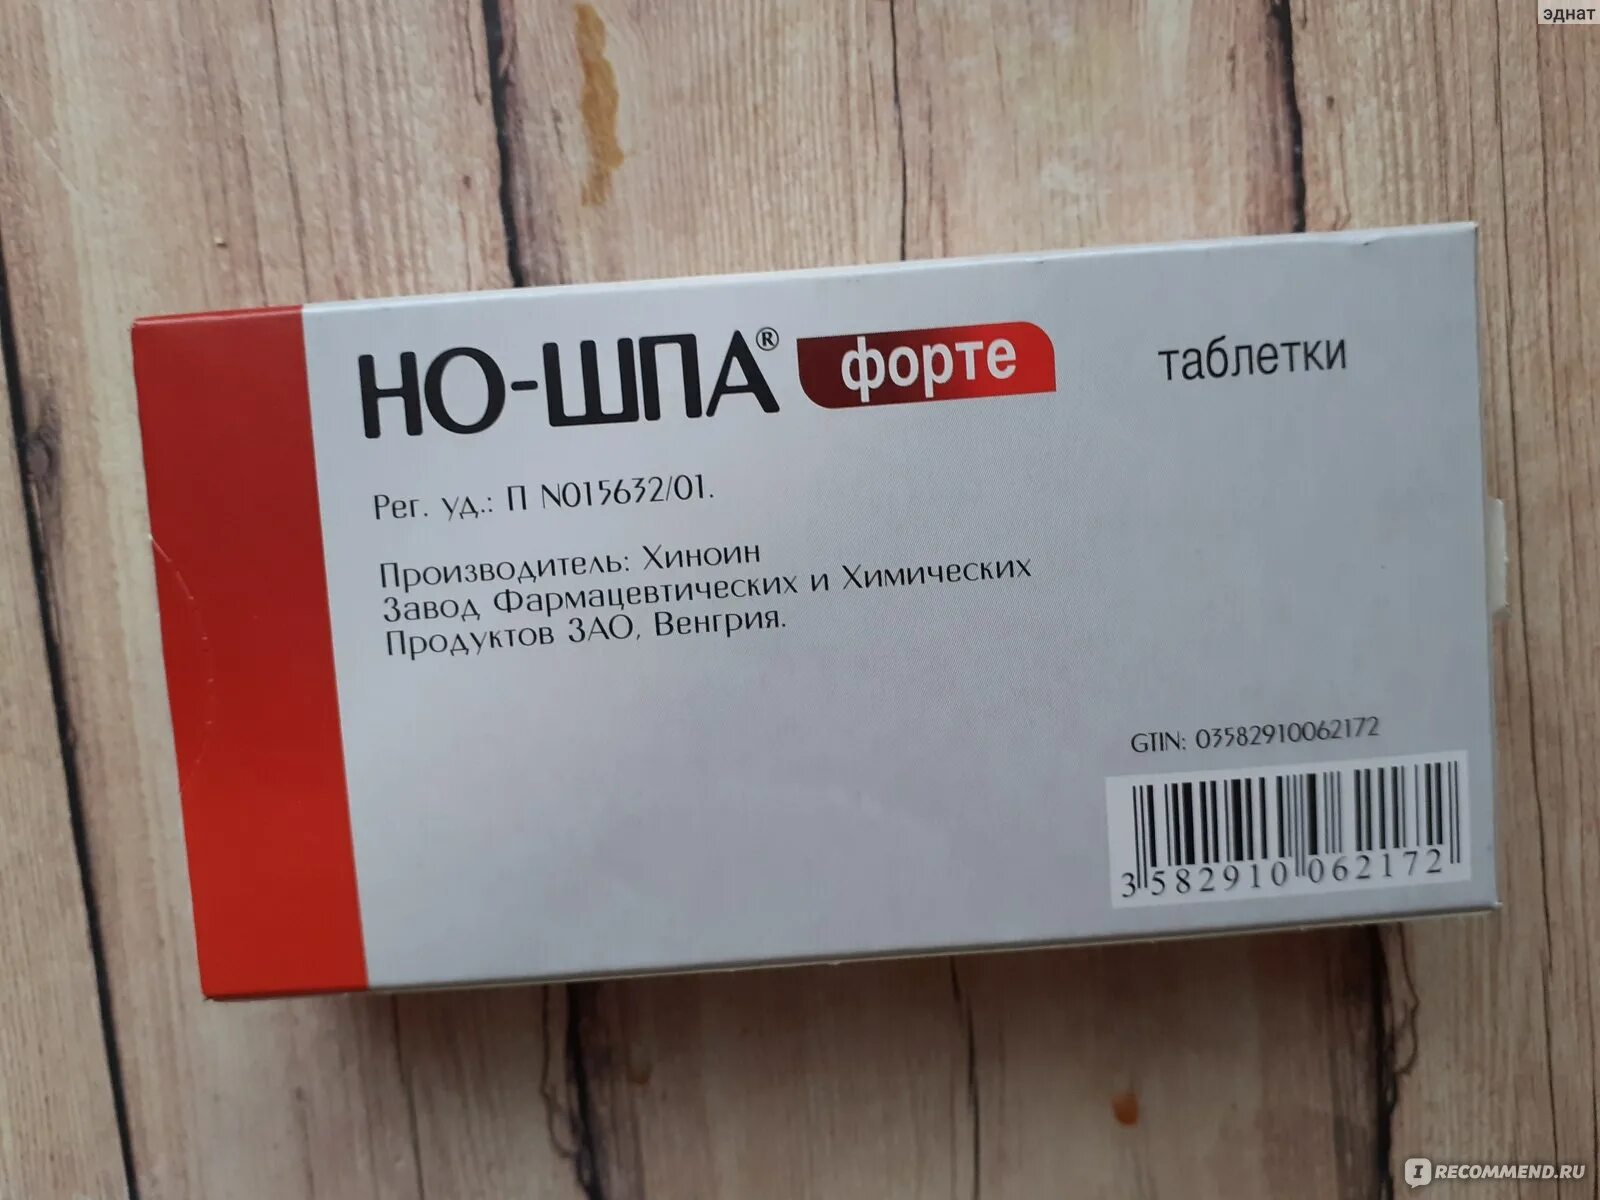 эднат
НО-ШПА® форте таблетки
Рег. уд.: П N015632/01.
Производитель: Хиноин
Завод Фармацевтических и Химических
Продуктов ЗАО, Венгрия.
GTIN: 03582910062172
3 582910 062172
IRECOMMEND.RU